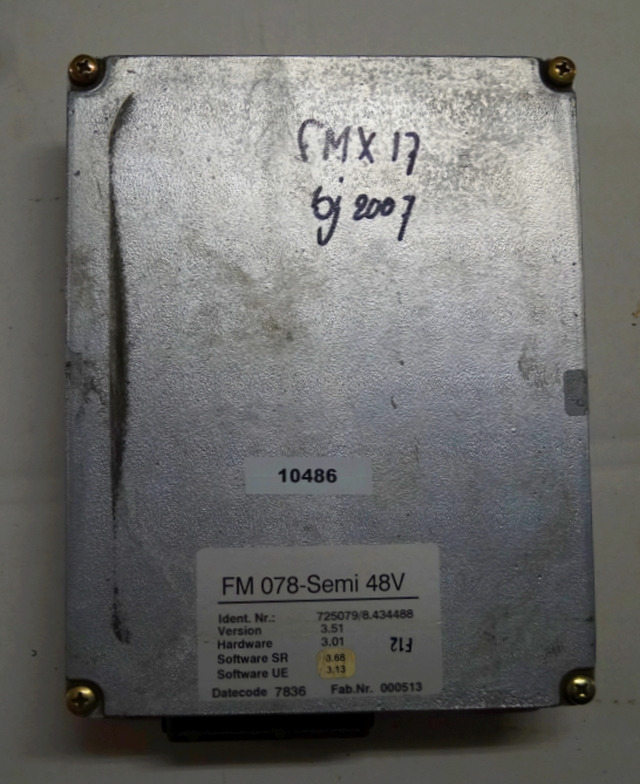 FMX 17
bj 2007
10486
FM 078-Semi 48V
Ident. Nr.: 725079/8.434488
Version 3.51
Hardware 3.01 F12
Software SR 3.66
Software UE 3.13
Datecode 7836 Fab.Nr. 000513